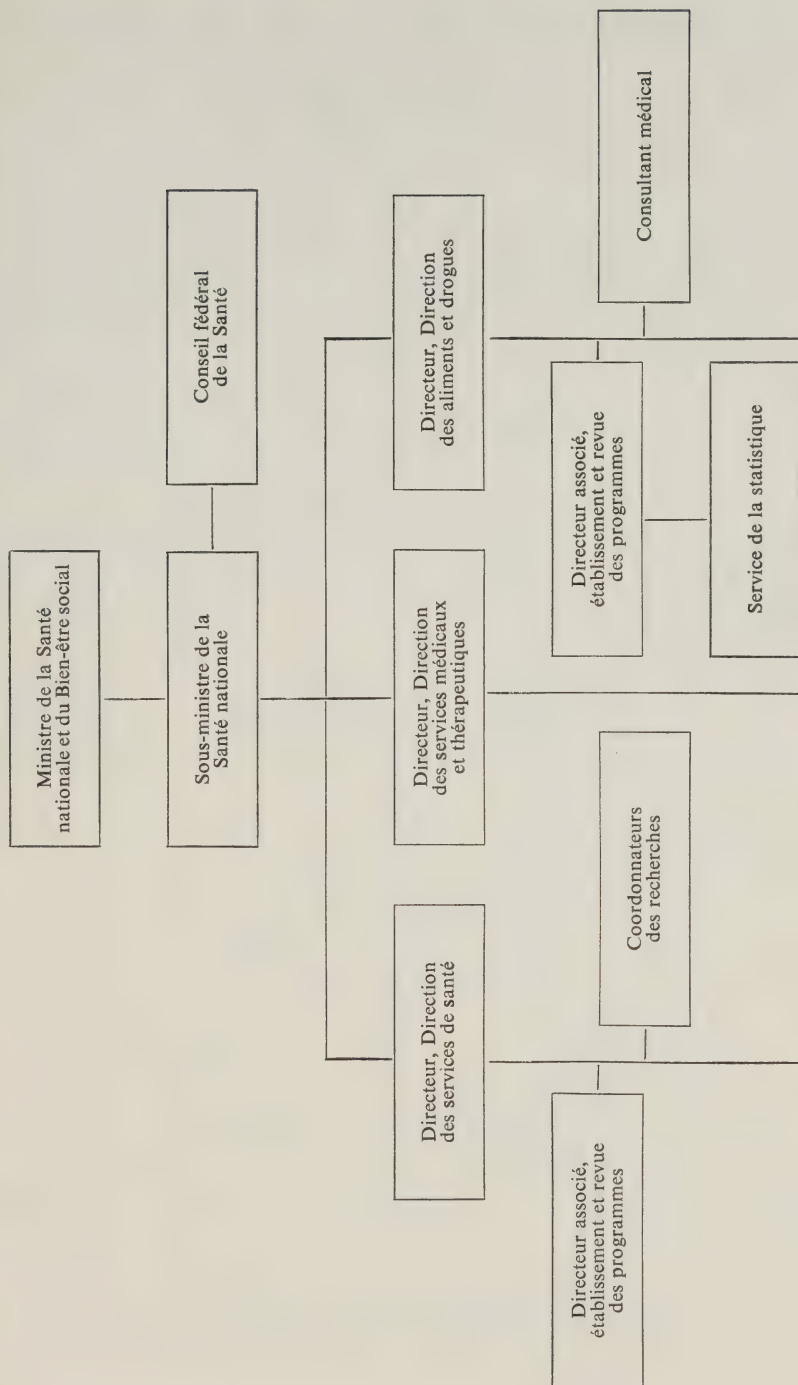 Ministre de la Santé
nationale et du Bien-être social
Sous-ministre de la
Santé nationale
Conseil fédéral
de la Santé
Directeur, Direction
des services de santé
Directeur, Direction
des services médicaux
et thérapeutiques
Directeur, Direction
des aliments et drogues
Directeur associé,
établissement et revue
des programmes
Coordonnateurs
des recherches
Directeur associé,
établissement et revue
des programmes
Consultant médical
Service de la statistique